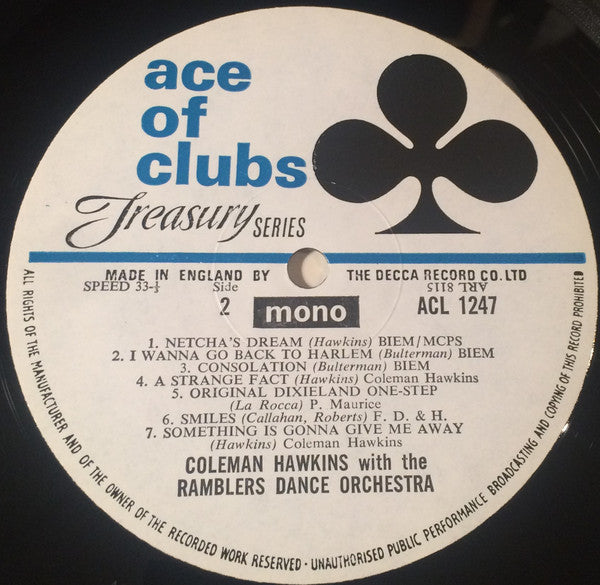 ace
of
clubs
Treasury SERIES
MADE IN ENGLAND BY THE DECCA RECORD CO. LTD
SPEED 33-⅓
Side
2
mono
ARL 8115
ACL 1247
1. NETCHA'S DREAM (Hawkins) BIEM/MCPS
2. I WANNA GO BACK TO HARLEM (Bulterman) BIEM
3. CONSOLATION (Bulterman) BIEM
4. A STRANGE FACT (Hawkins) Coleman Hawkins
5. ORIGINAL DIXIELAND ONE-STEP
(La Rocca) P. Maurice
6. SMILES (Callahan, Roberts) F. D. & H.
7. SOMETHING IS GONNA GIVE ME AWAY
(Hawkins) Coleman Hawkins
COLEMAN HAWKINS with the
RAMBLERS DANCE ORCHESTRA
ALL RIGHTS OF THE MANUFACTURER AND OF THE OWNER OF THE RECORDED WORK RESERVED · UNAUTHORISED PUBLIC PERFORMANCE BROADCASTING AND COPYING OF THIS RECORD PROHIBITED